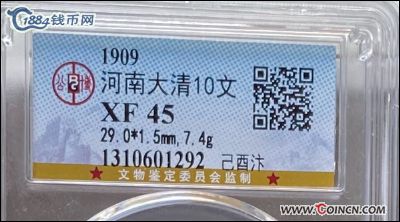 1884钱币网
1909
河南大清10文
XF 45
29.0*1.5mm,7.4g
1310601292 己酉汴
文物鉴定委员会监制
www.COINCN.COM